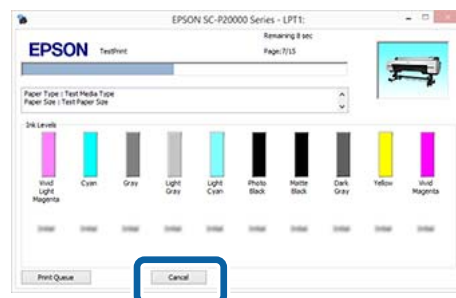 EPSON SC-P20000 Series - LPT1:
EPSON TestPrint
Remaining 8 sec
Page:7/15
Paper Type : Test Media Type
Paper Size : Test Paper Size
Ink Levels
Vivid Light Magenta
Cyan
Gray
Light Gray
Light Cyan
Photo Black
Matte Black
Dark Gray
Yellow
Vivid Magenta
Print Queue
Cancel